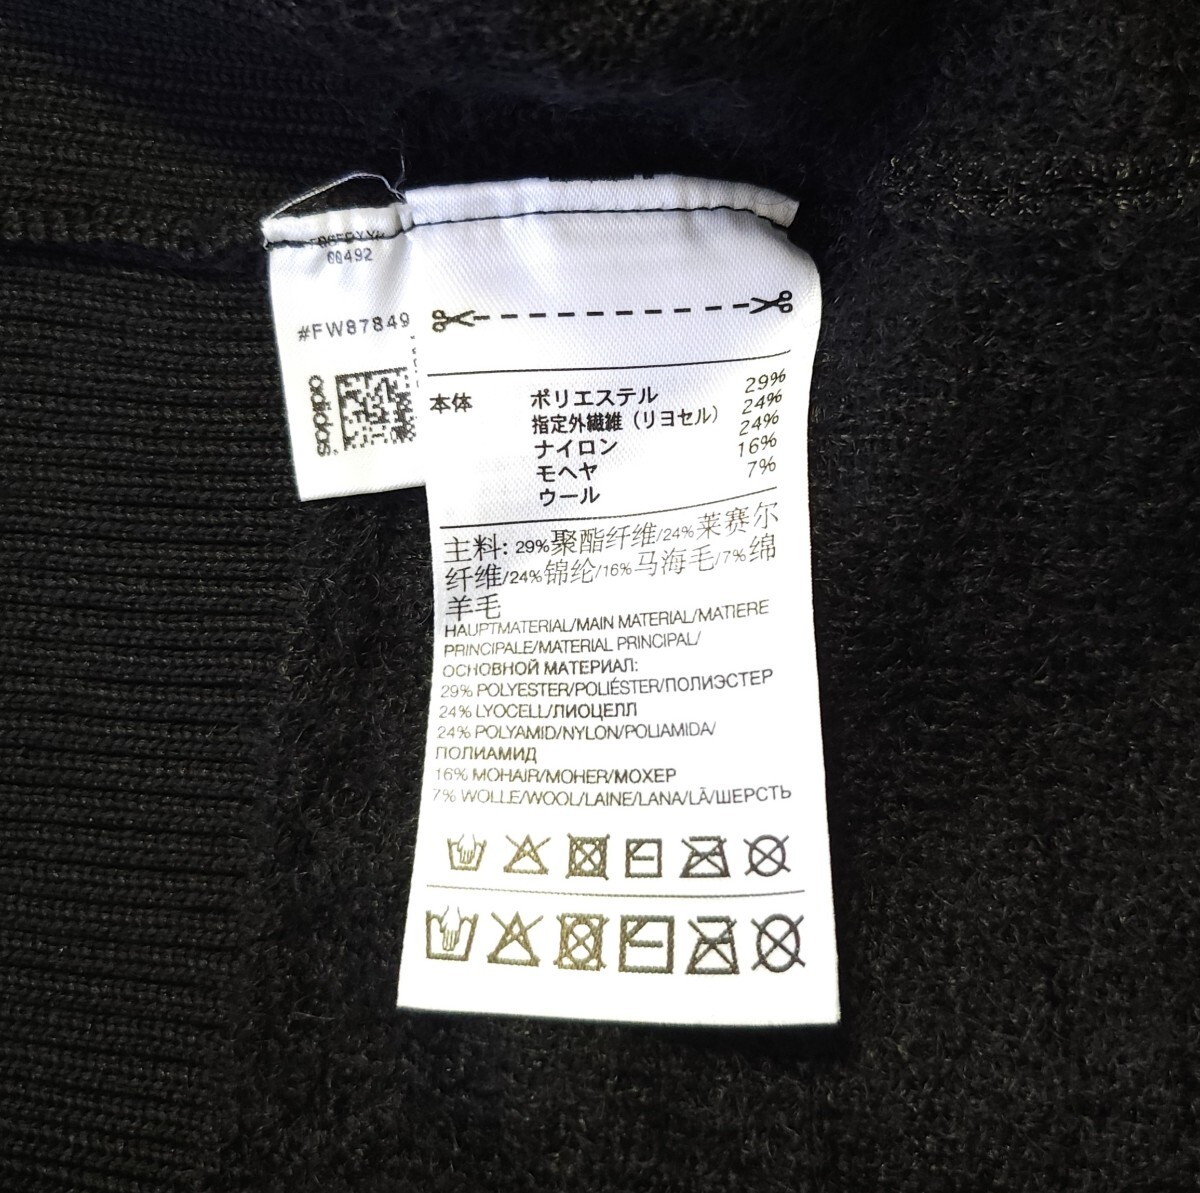 60492
#FW87849
adidas
本体 ポリエステル 29%
指定外繊維（リヨセル） 24%
ナイロン 24%
モヘヤ 16%
ウール 7%
主料: 29%聚酯纤维/24%莱赛尔
纤维/24%锦纶/16%马海毛/7%绵
羊毛
HAUPTMATERIAL/MAIN MATERIAL/MATIERE
PRINCIPALE/MATERIAL PRINCIPAL/
ОСНОВНОЙ МАТЕРИАЛ:
29% POLYESTER/POLIÉSTER/ПОЛИЭСТЕР
24% LYOCELL/ЛИОЦЕЛЛ
24% POLYAMID/NYLON/POLIAMIDA/
ПОЛИАМИД
16% MOHAIR/MOHER/МОХЕР
7% WOLLE/WOOL/LAINE/LANA/LÃ/ШЕРСТЬ